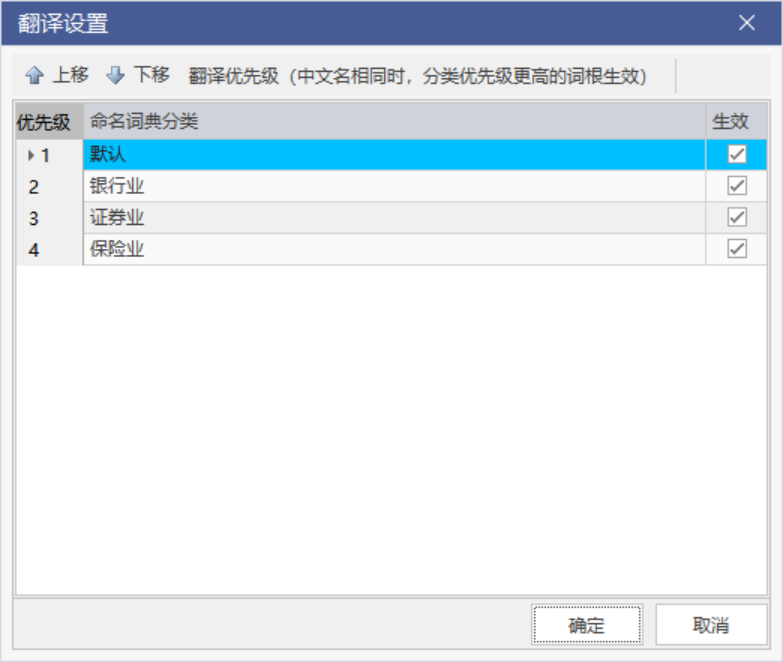 翻译设置
上移 下移 翻译优先级（中文名相同时，分类优先级更高的词根生效）
优先级 命名词典分类 生效
1 默认
2 银行业
3 证券业
4 保险业
确定 取消